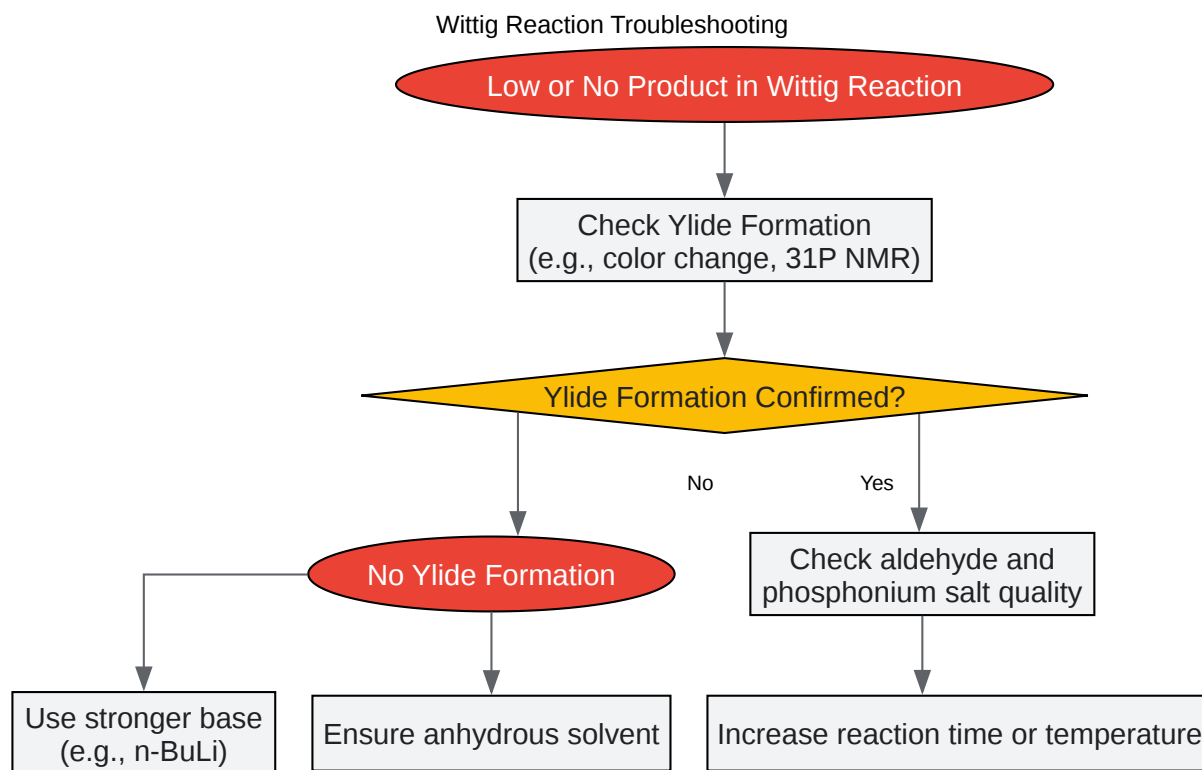 Wittig Reaction Troubleshooting
Low or No Product in Wittig Reaction
Check Ylide Formation
(e.g., color change, 31P NMR)
Ylide Formation Confirmed?
No
Yes
No Ylide Formation
Check aldehyde and
phosphonium salt quality
Use stronger base
(e.g., n-BuLi)
Ensure anhydrous solvent
Increase reaction time or temperature